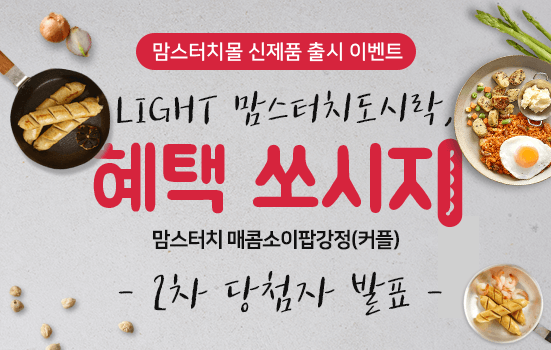 맘스터치몰 신제품 출시 이벤트
LIGHT 맘스터치도시락,
혜택 쏘시지
맘스터치 매콤소이팝강정(커플)
- 2차 당첨자 발표 -